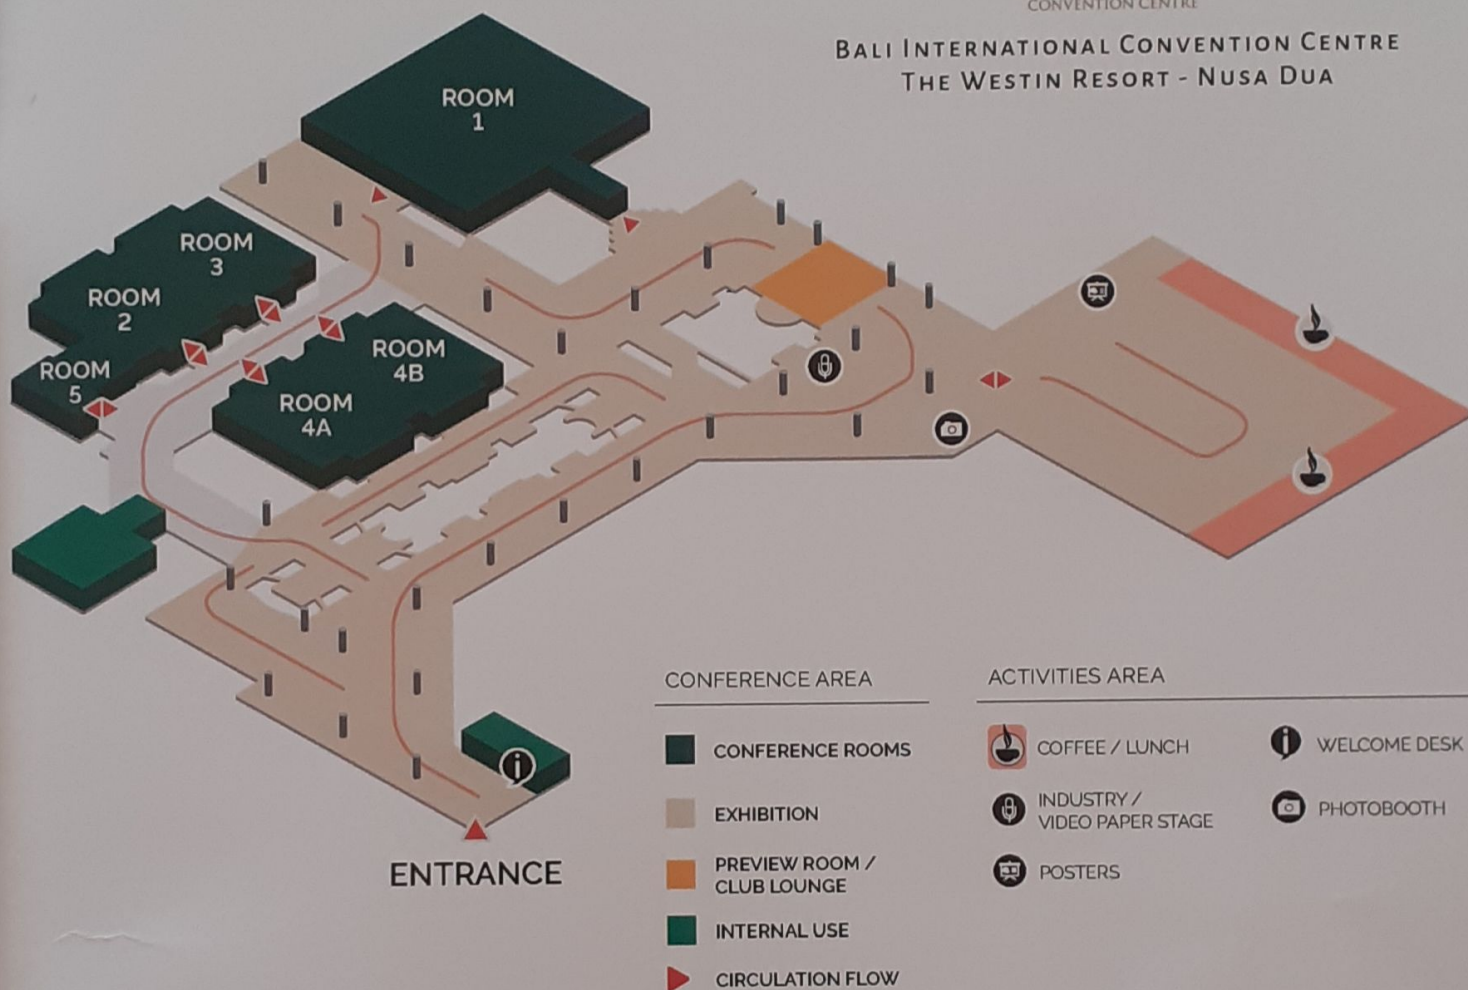 CONVENTION CENTRE
BALI INTERNATIONAL CONVENTION CENTRE
THE WESTIN RESORT - NUSA DUA
ROOM
1
ROOM
3
ROOM
2
ROOM
5
ROOM
4B
ROOM
4A
ENTRANCE
CONFERENCE AREA
CONFERENCE ROOMS
EXHIBITION
PREVIEW ROOM /
CLUB LOUNGE
INTERNAL USE
CIRCULATION FLOW
ACTIVITIES AREA
COFFEE / LUNCH
INDUSTRY /
VIDEO PAPER STAGE
POSTERS
WELCOME DESK
PHOTOBOOTH